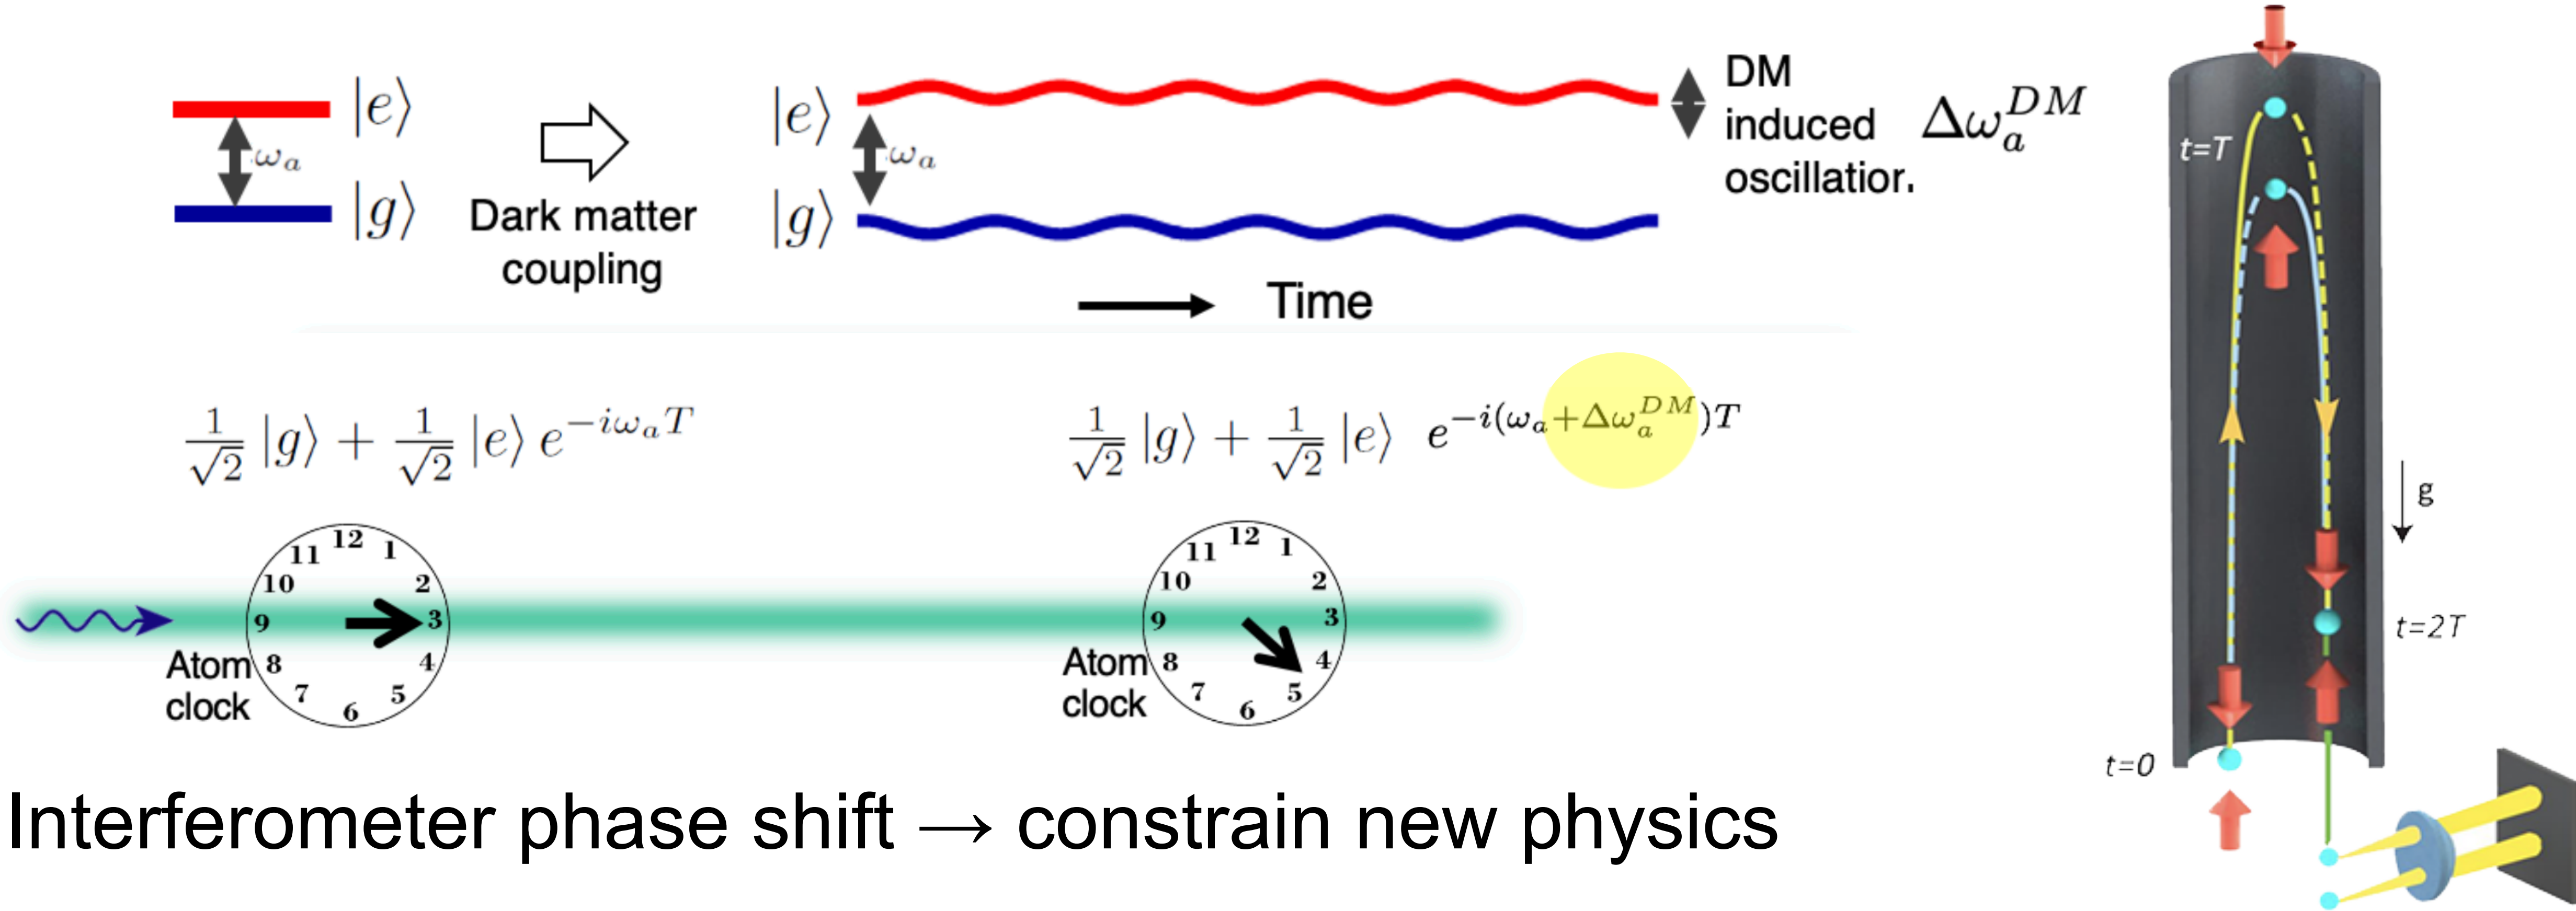 |e⟩
ω_a
|g⟩
Dark matter
coupling
|e⟩
ω_a
|g⟩
DM
induced
oscillatior.
Δω_a^{DM}
Time
1/√2 |g⟩ + 1/√2 |e⟩ e^{−iω_aT}
1/√2 |g⟩ + 1/√2 |e⟩ e^{−i(ω_a+Δω_a^{DM})T}
12
11 1
10 2
9 3
8 4
7 5
6
Atom
clock
12
11 1
10 2
9 3
8 4
7 5
6
Atom
clock
Interferometer phase shift → constrain new physics
t=T
g
t=2T
t=0